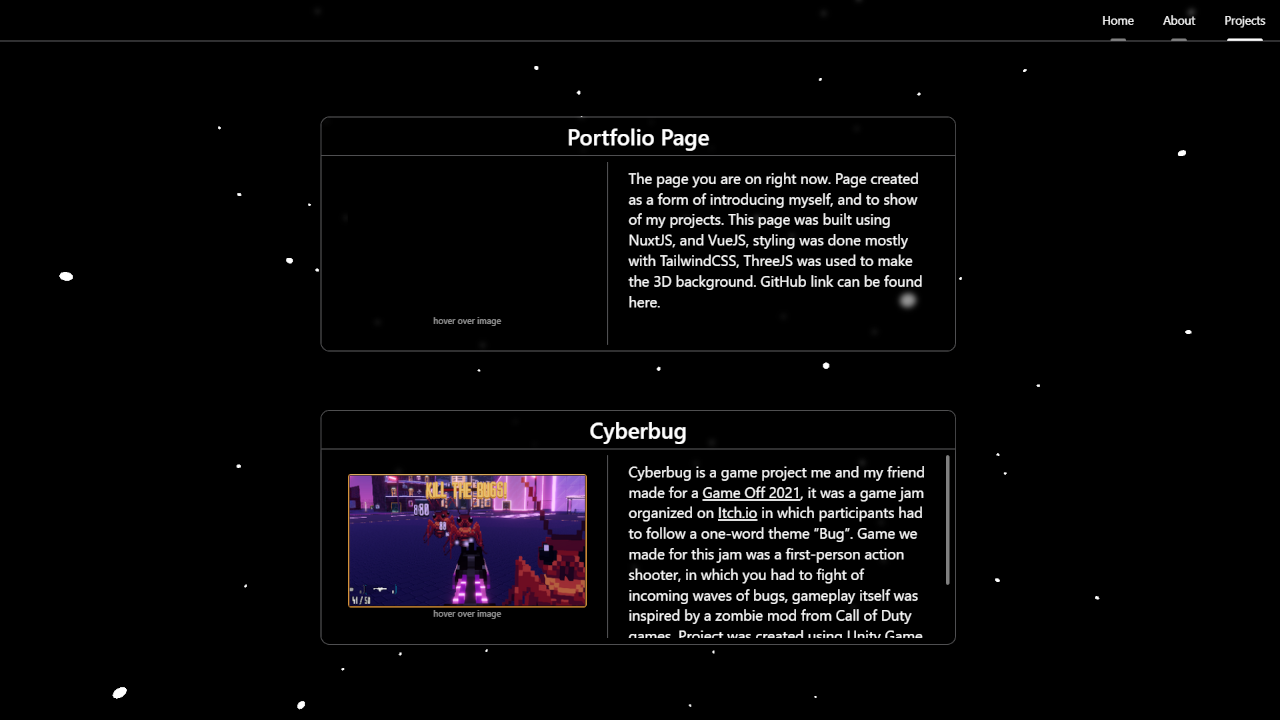 Home About Projects
Portfolio Page
The page you are on right now. Page created
as a form of introducing myself, and to show
of my projects. This page was built using
NuxtJS, and VueJS, styling was done mostly
with TailwindCSS, ThreeJS was used to make
the 3D background. GitHub link can be found
here.
hover over image
Cyberbug
KILL THE BUGS!
hover over image
Cyberbug is a game project me and my friend
made for a Game Off 2021, it was a game jam
organized on Itch.io in which participants had
to follow a one-word theme "Bug". Game we
made for this jam was a first-person action
shooter, in which you had to fight of
incoming waves of bugs, gameplay itself was
inspired by a zombie mod from Call of Duty
games. Project was created using Unity Game